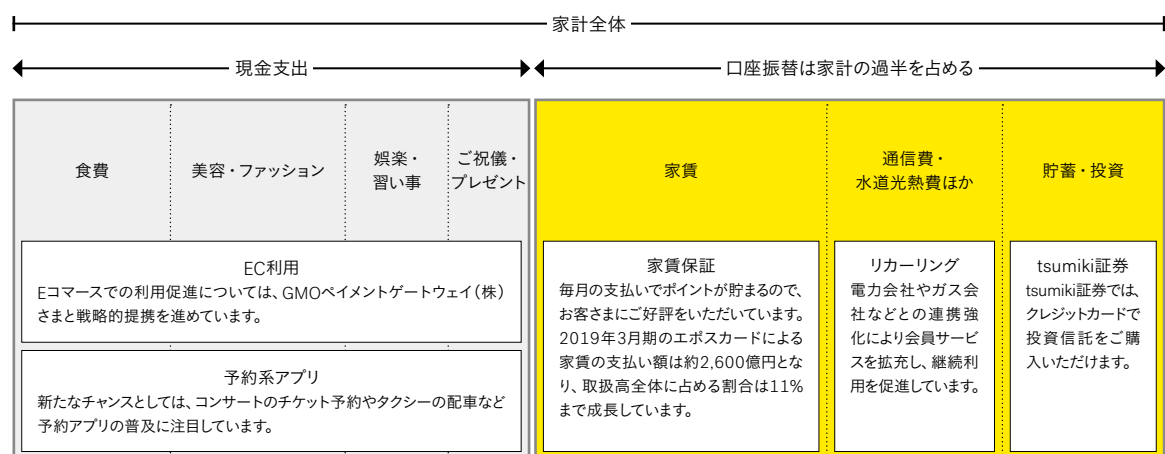 家計全体
現金支出
口座振替は家計の過半を占める
食費
美容・ファッション
娯楽・
習い事
ご祝儀・
プレゼント
家賃
通信費・
水道光熱費ほか
貯蓄・投資
EC利用
Eコマースでの利用促進については、GMOペイメントゲートウェイ（株）
さまと戦略的提携を進めています。
予約系アプリ
新たなチャンスとしては、コンサートのチケット予約やタクシーの配車など
予約アプリの普及に注目しています。
家賃保証
毎月の支払いでポイントが貯まるので、
お客さまにご好評をいただいています。
2019年3月期のエポスカードによる
家賃の支払い額は約2,600億円とな
り、取扱高全体に占める割合は11%
まで成長しています。
リカーリング
電力会社やガス会
社などとの連携強
化により会員サービ
スを拡充し、継続利
用を促進しています。
tsumiki証券
tsumiki証券では、
クレジットカードで
投資信託をご購
入いただけます。